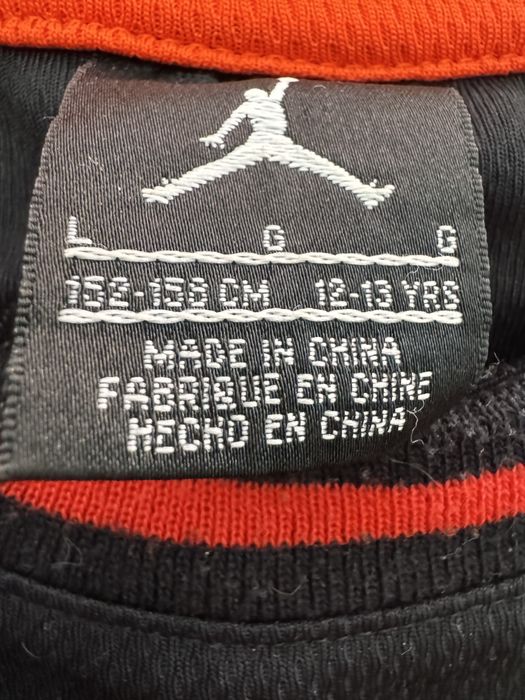 L G G
152-158 CM 12-13 YRS
MADE IN CHINA
FABRIQUE EN CHINE
HECHO EN CHINA